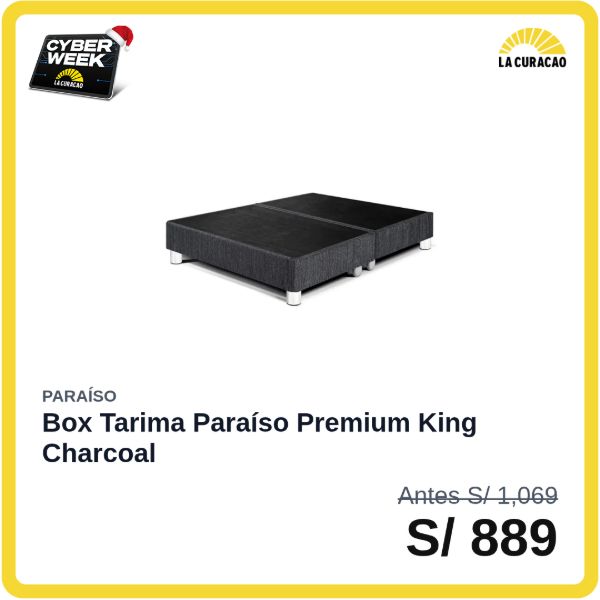 CYBER
WEEK
LA CURACAO
LA CURACAO
PARAÍSO
Box Tarima Paraíso Premium King
Charcoal
Antes S/ 1,069
S/ 889